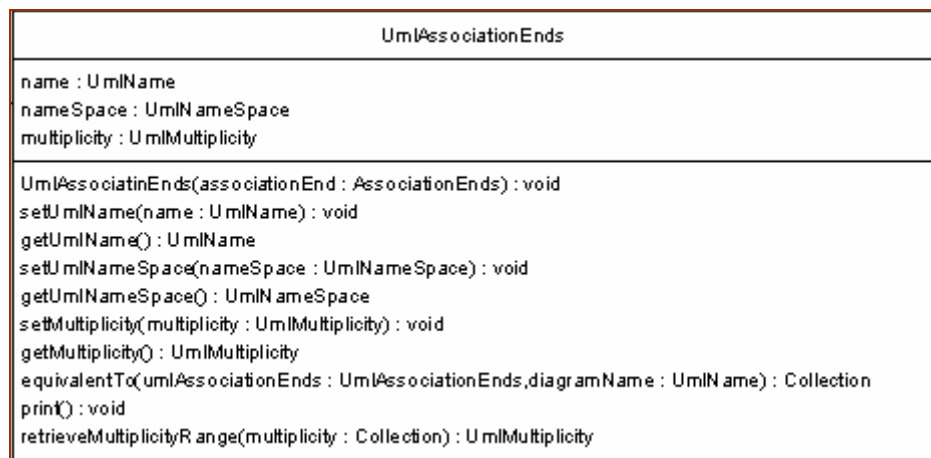 UmlAssociationEnds
name : UmlName
nameSpace : UmlNameSpace
multiplicity : UmlMultiplicity
UmlAssociatinEnds(associationEnd : AssociationEnds) : void
setUmlName(name : UmlName) : void
getUmlName() : UmlName
setUmlNameSpace(nameSpace : UmlNameSpace) : void
getUmlNameSpace() : UmlNameSpace
setMultiplicity(multiplicity : UmlMultiplicity) : void
getMultiplicity() : UmlMultiplicity
equivalentTo(umlAssociationEnds : UmlAssociationEnds,diagramName : UmlName) : Collection
print() : void
retrieveMultiplicityRange(multiplicity : Collection) : UmlMultiplicity